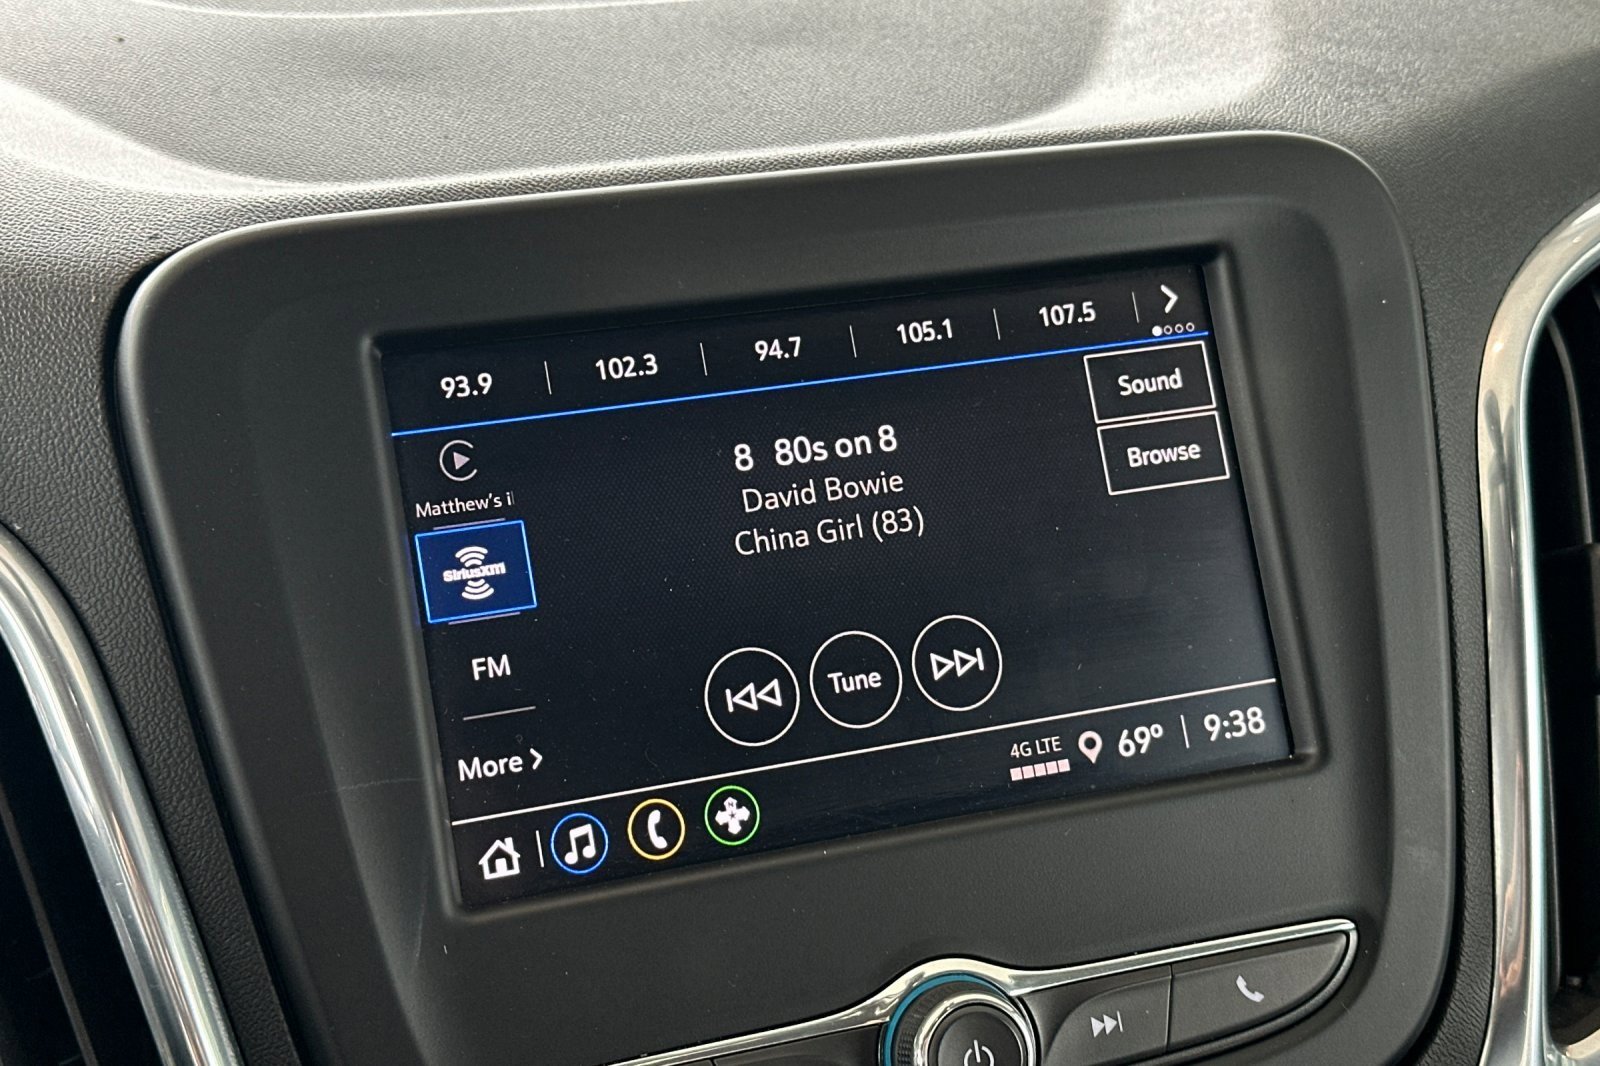 93.9 | 102.3 | 94.7 | 105.1 | 107.5
Sound
Browse
8 80s on 8
David Bowie
China Girl (83)
Matthew's i
siriusxm
FM
More
Tune
4G LTE
69° | 9:38
N